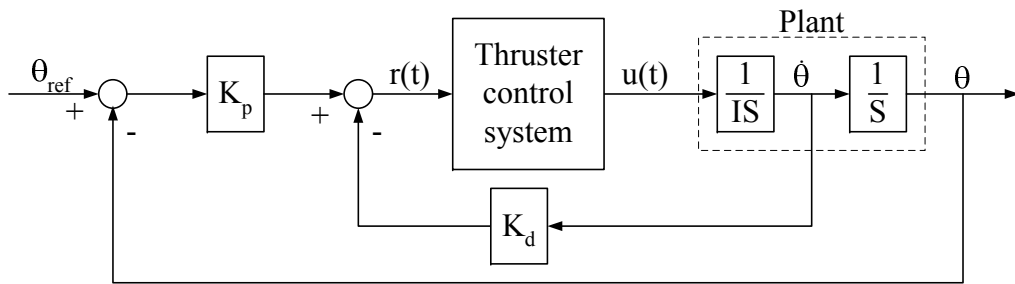 Plant
θref
+
-
Kp
+
-
r(t)
Thruster
control
system
u(t)
1
IS
θ̇
1
S
θ
Kd